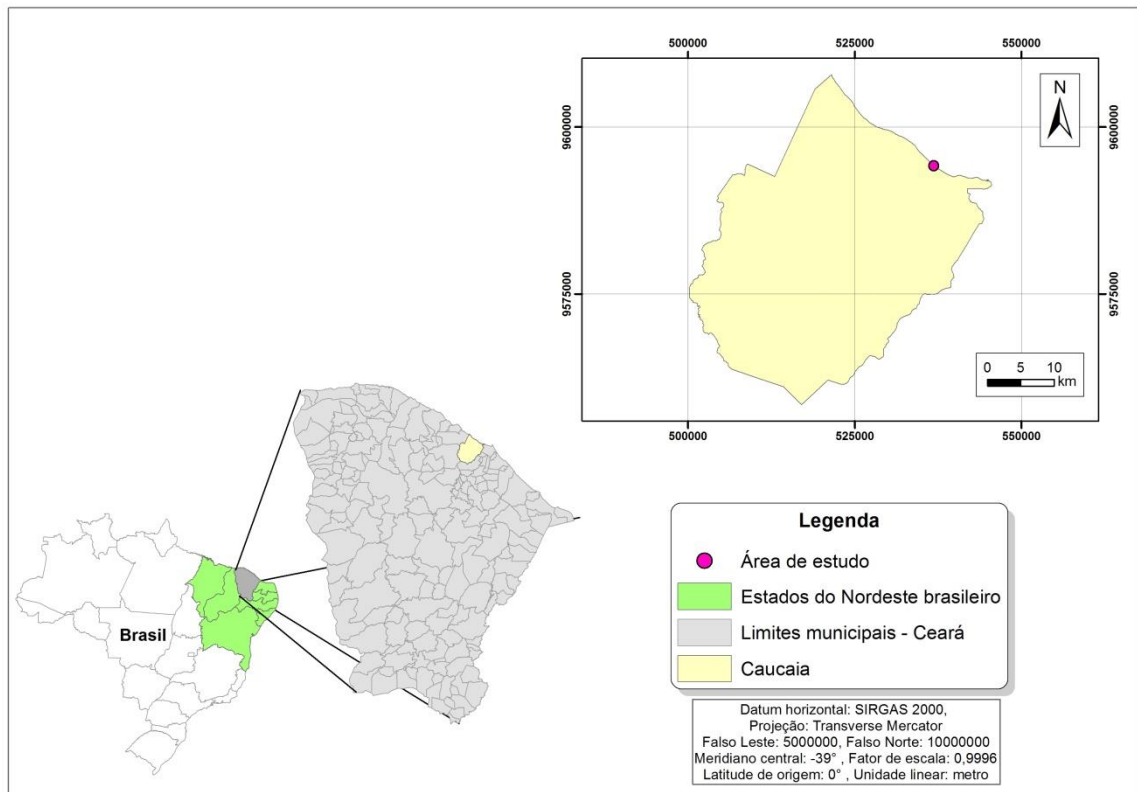 500000 525000 550000
N
9600000 9600000
9575000 9575000
0 5 10
km
500000 525000 550000
Brasil
Legenda
Área de estudo
Estados do Nordeste brasileiro
Limites municipais - Ceará
Caucaia
Datum horizontal: SIRGAS 2000,
Projeção: Transverse Mercator
Falso Leste: 5000000, Falso Norte: 10000000
Meridiano central: -39° , Fator de escala: 0,9996
Latitude de origem: 0° , Unidade linear: metro